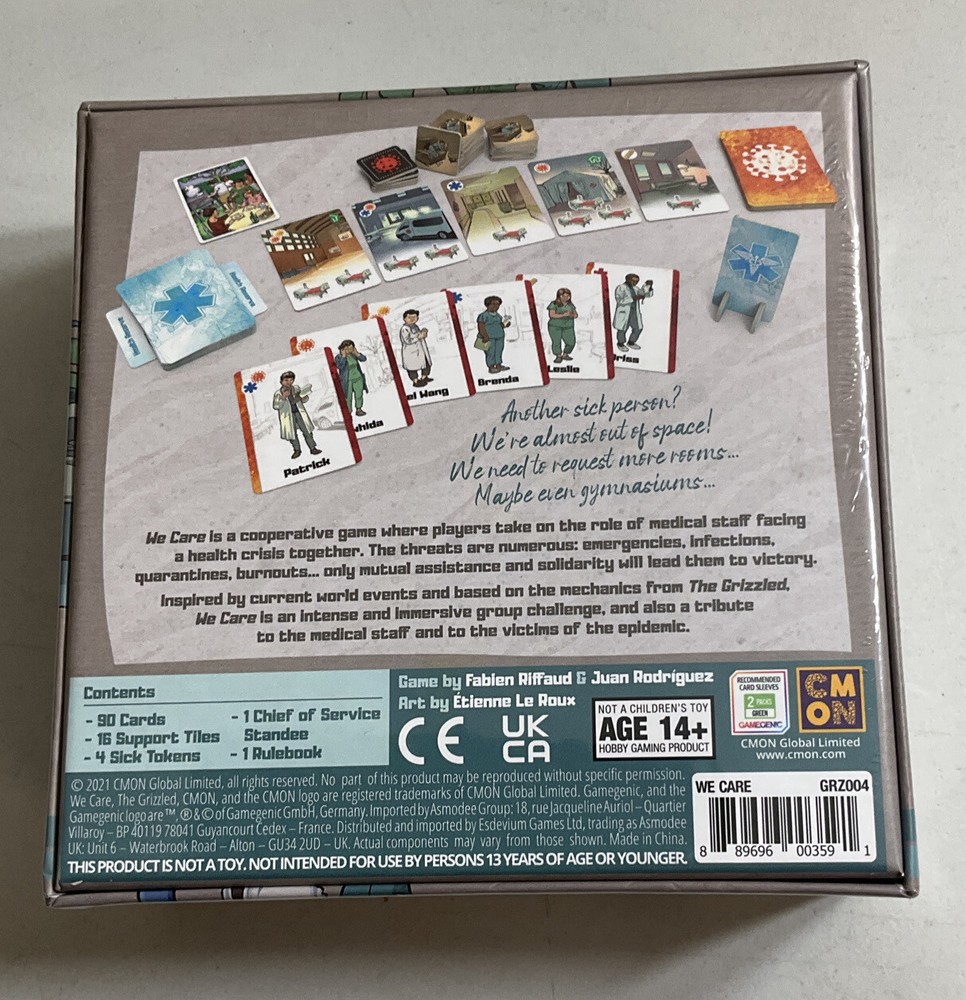 Patrick
whida
el Wang
Brenda
Leslie
riss
Another sick person?
We're almost out of space!
We need to request more rooms...
Maybe even gymnasiums...
We Care is a cooperative game where players take on the role of medical staff facing
a health crisis together. The threats are numerous: emergencies, infections,
quarantines, burnouts... only mutual assistance and solidarity will lead them to victory.
Inspired by current world events and based on the mechanics from The Grizzled,
We Care is an intense and immersive group challenge, and also a tribute
to the medical staff and to the victims of the epidemic.
Contents
- 90 Cards
- 16 Support Tiles
- 4 Sick Tokens
- 1 Chief of Service
Standee
- 1 Rulebook
Game by Fabien Riffaud & Juan Rodríguez
Art by Étienne Le Roux
CE
UK
CA
NOT A CHILDREN'S TOY
AGE 14+
HOBBY GAMING PRODUCT
RECOMMENDED
CARD SLEEVES
2 PACKS
GREEN
GAMEGENIC
CM
ON
CMON Global Limited
www.cmon.com
© 2021 CMON Global Limited, all rights reserved. No part of this product may be reproduced without specific permission.
We Care, The Grizzled, CMON, and the CMON logo are registered trademarks of CMON Global Limited. Gamegenic, and the
Gamegenic logo are ™, ® & © of Gamegenic GmbH, Germany. Imported by Asmodee Group: 18, rue Jacqueline Auriol – Quartier
Villaroy – BP 40119 78041 Guyancourt Cedex – France. Distributed and imported by Esdevium Games Ltd, trading as Asmodee
UK: Unit 6 – Waterbrook Road – Alton – GU34 2UD – UK. Actual components may vary from those shown. Made in China.
THIS PRODUCT IS NOT A TOY. NOT INTENDED FOR USE BY PERSONS 13 YEARS OF AGE OR YOUNGER.
WE CARE GRZ004
8 89696 00359 1